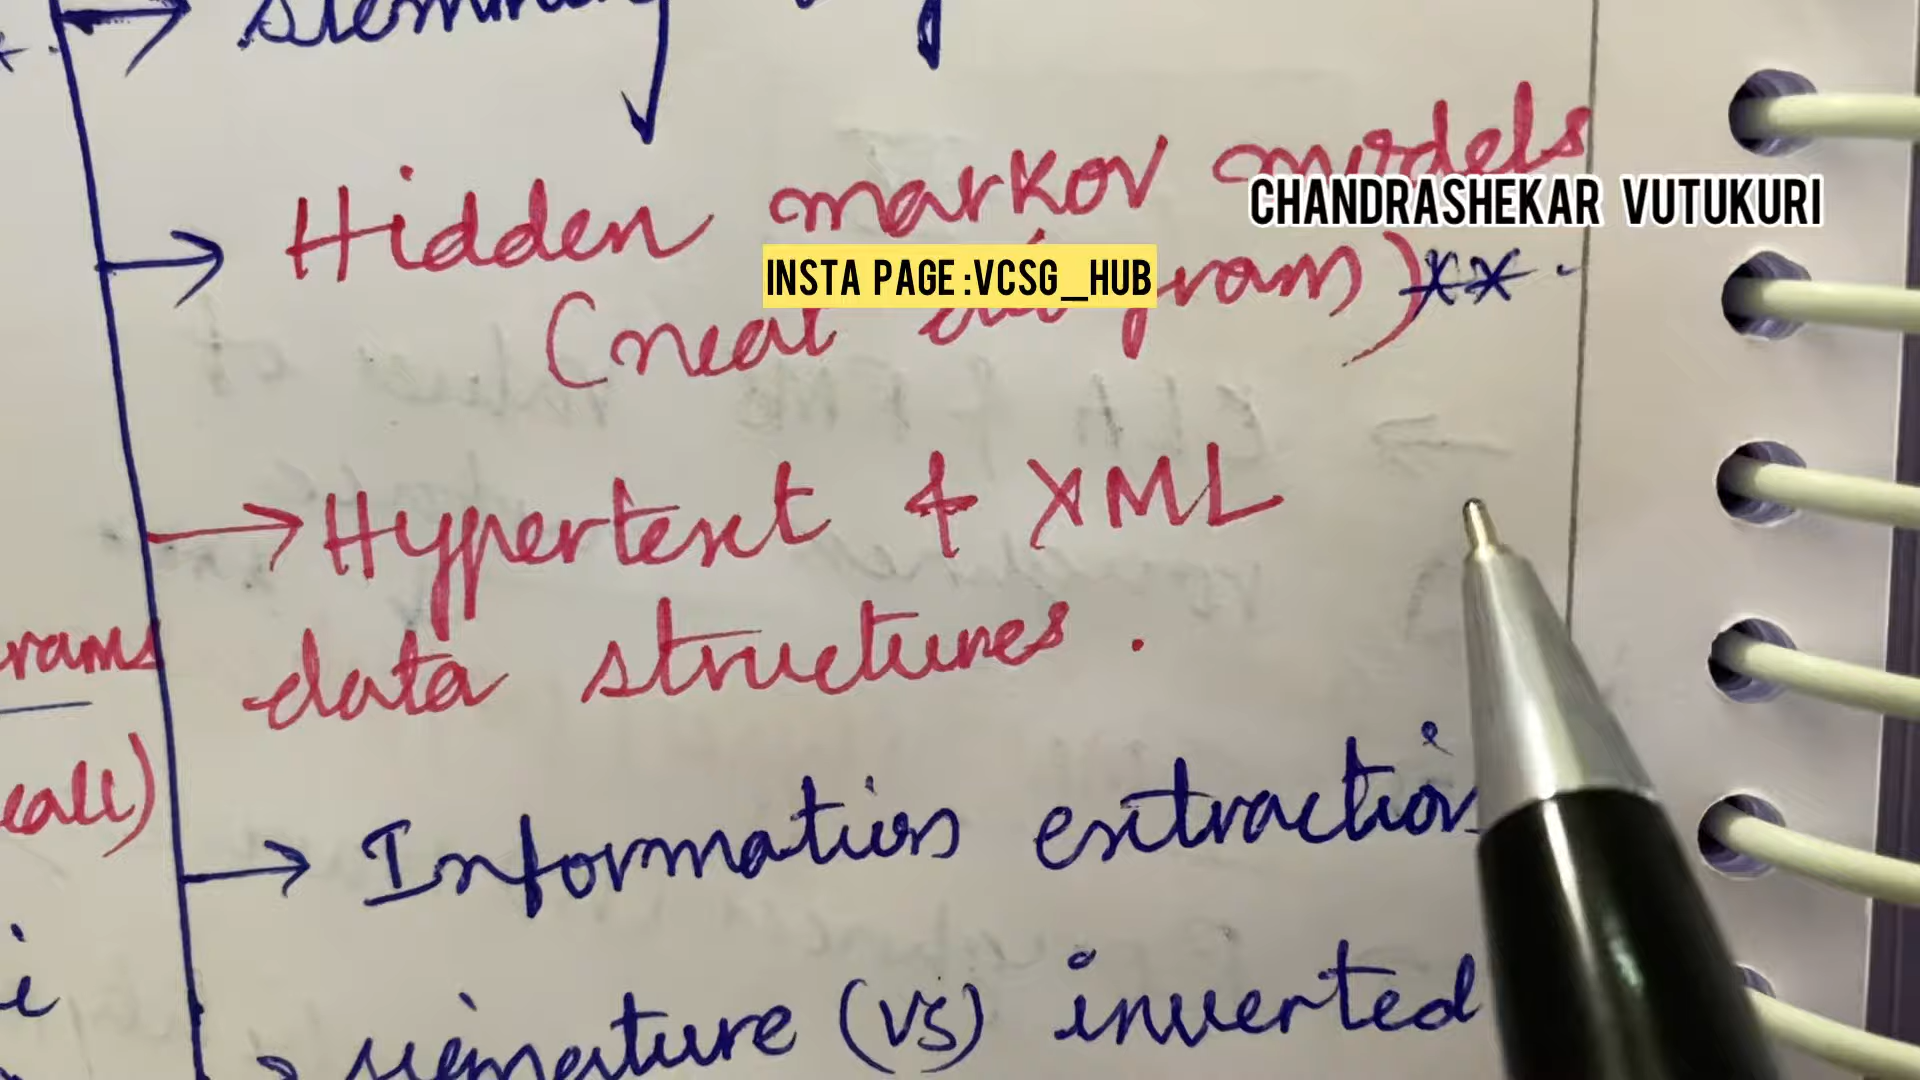 Hidden markov models
CHANDRASHEKAR VUTUKURI
INSTA PAGE :VCSG_HUB
(neat diagram)**
Hypertext & XML
data structures.
rams
Information extraction
signature (vs) inverted